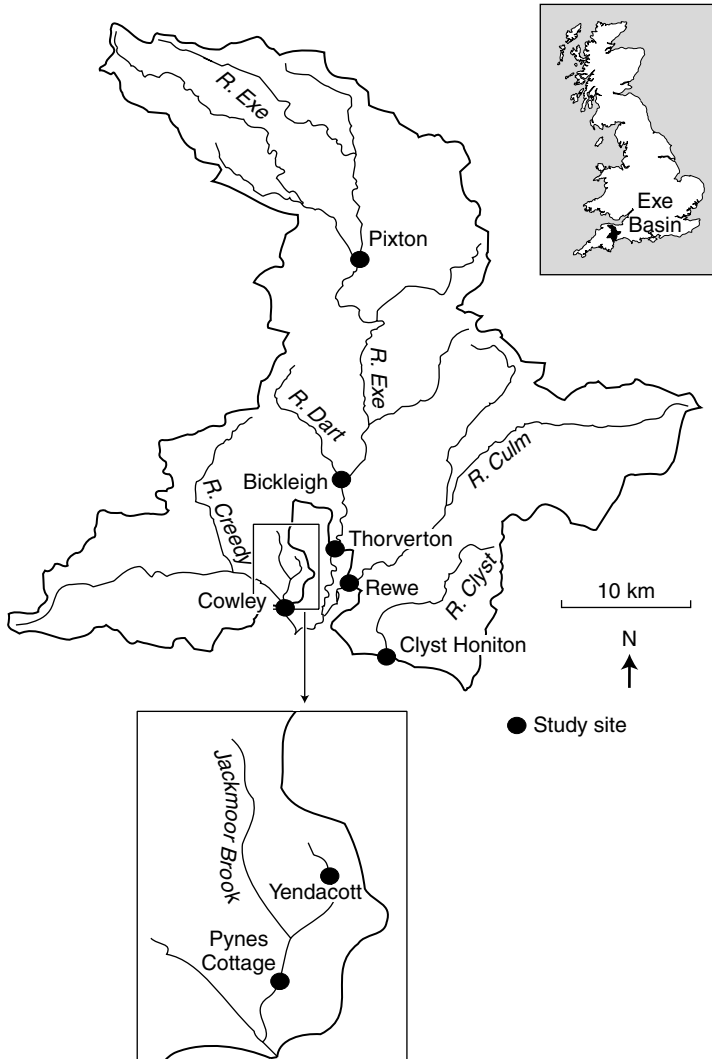 R. Exe
Exe
Basin
Pixton
R. Exe
R. Dart
R. Culm
Bickleigh
R. Creedy
Thorverton
Rewe
R. Clyst
10 km
Cowley
Clyst Honiton
N
Study site
Jackmoor Brook
Yendacott
Pynes
Cottage